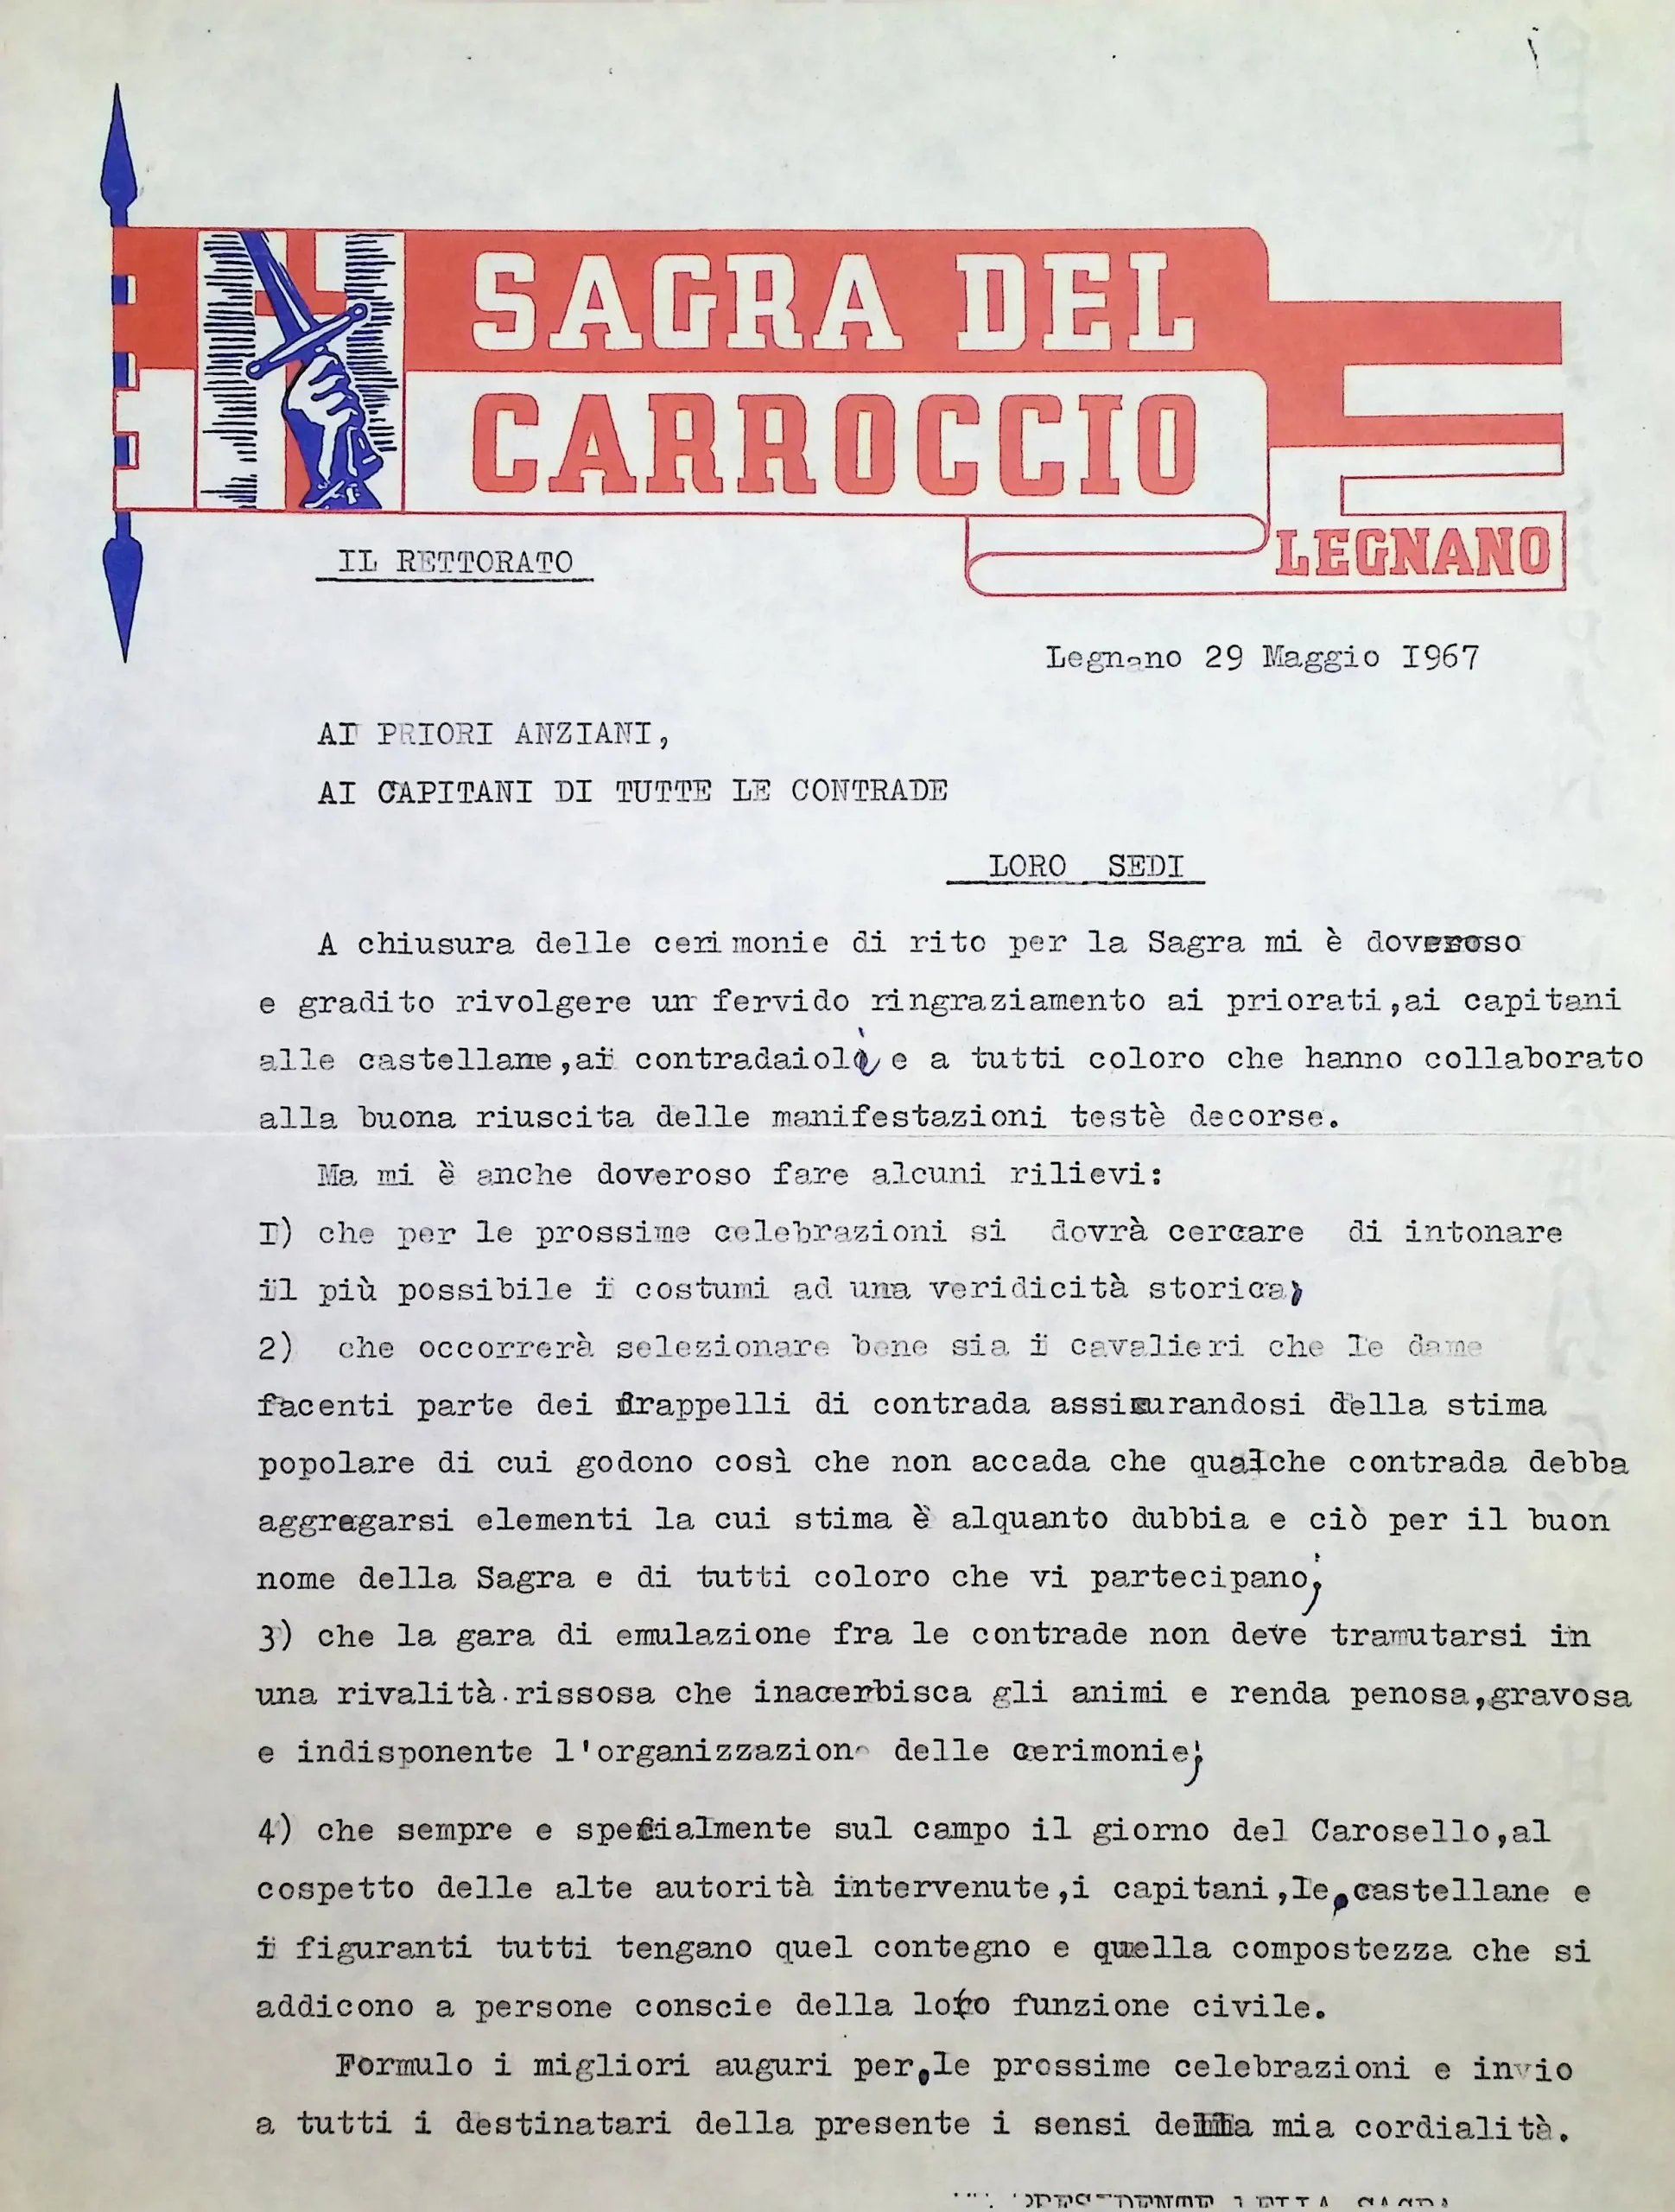 SAGRA DEL
CARROCCIO
LEGNANO
IL RETTORATO
Legnano 29 Maggio I967
AI PRIORI ANZIANI,
AI CAPITANI DI TUTTE LE CONTRADE
LORO SEDI
A chiusura delle ceri monie di rito per la Sagra mi è doveroso
e gradito rivolgere un fervido ringraziamento ai priorati,ai capitani
alle castellane,ai contradaioli e a tutti coloro che hanno collaborato
alla buona riuscita delle manifestazioni testè decorse.
Ma mi è anche doveroso fare alcuni rilievi:
I) che per le prossime celebrazioni si dovrà cercare di intonare
il più possibile i costumi ad una veridicità storica;
2) che occorrerà selezionare bene sia i cavalieri che le dame
facenti parte dei drappelli di contrada assicurandosi della stima
popolare di cui godono così che non accada che qualche contrada debba
aggregarsi elementi la cui stima è alquanto dubbia e ciò per il buon
nome della Sagra e di tutti coloro che vi partecipano;
3) che la gara di emulazione fra le contrade non deve tramutarsi in
una rivalità.rissosa che inacerbisca gli animi e renda penosa,gravosa
e indisponente l'organizzazione delle cerimonie;
4) che sempre e specialmente sul campo il giorno del Carosello,al
cospetto delle alte autorità intervenute,i capitani,le castellane e
i figuranti tutti tengano quel contegno e quella compostezza che si
addicono a persone conscie della loro funzione civile.
Formulo i migliori auguri per le prossime celebrazioni e invio
a tutti i destinatari della presente i sensi della mia cordialità.